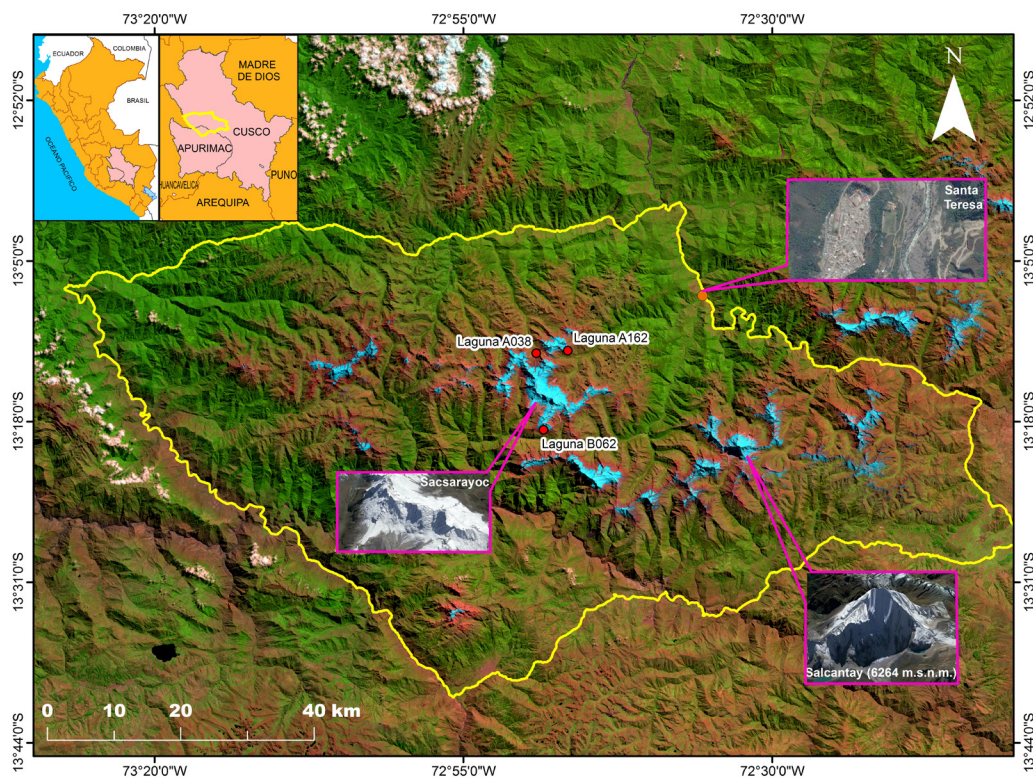 73°20'0"W
72°55'0"W
72°30'0"W
ECUADOR
COLOMBIA
BRASIL
OCEANO PACIFICO
MADRE
DE DIOS
CUSCO
APURIMAC
HUANCAVELICA
PUNO
AREQUIPA
N
12°52'0"S
12°52'0"S
Santa
Teresa
13°5'0"S
13°5'0"S
Laguna A038
Laguna A162
13°18'0"S
13°18'0"S
Laguna B062
Sacsarayoc
13°31'0"S
13°31'0"S
Salcantay (6264 m.s.n.m.)
0 10 20 40 km
13°44'0"S
13°44'0"S
73°20'0"W
72°55'0"W
72°30'0"W